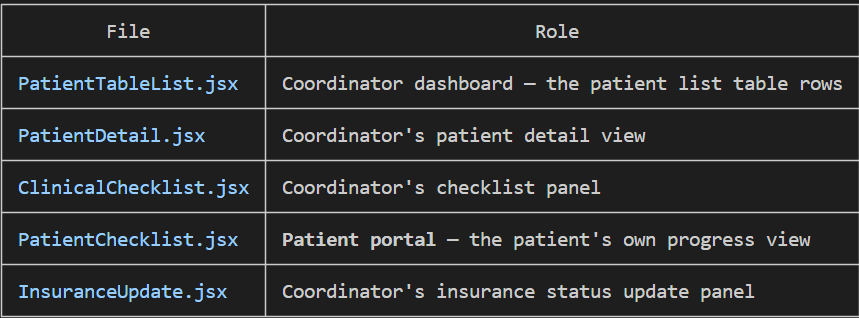 File Role
PatientTableList.jsx Coordinator dashboard — the patient list table rows
PatientDetail.jsx Coordinator's patient detail view
ClinicalChecklist.jsx Coordinator's checklist panel
PatientChecklist.jsx Patient portal — the patient's own progress view
InsuranceUpdate.jsx Coordinator's insurance status update panel